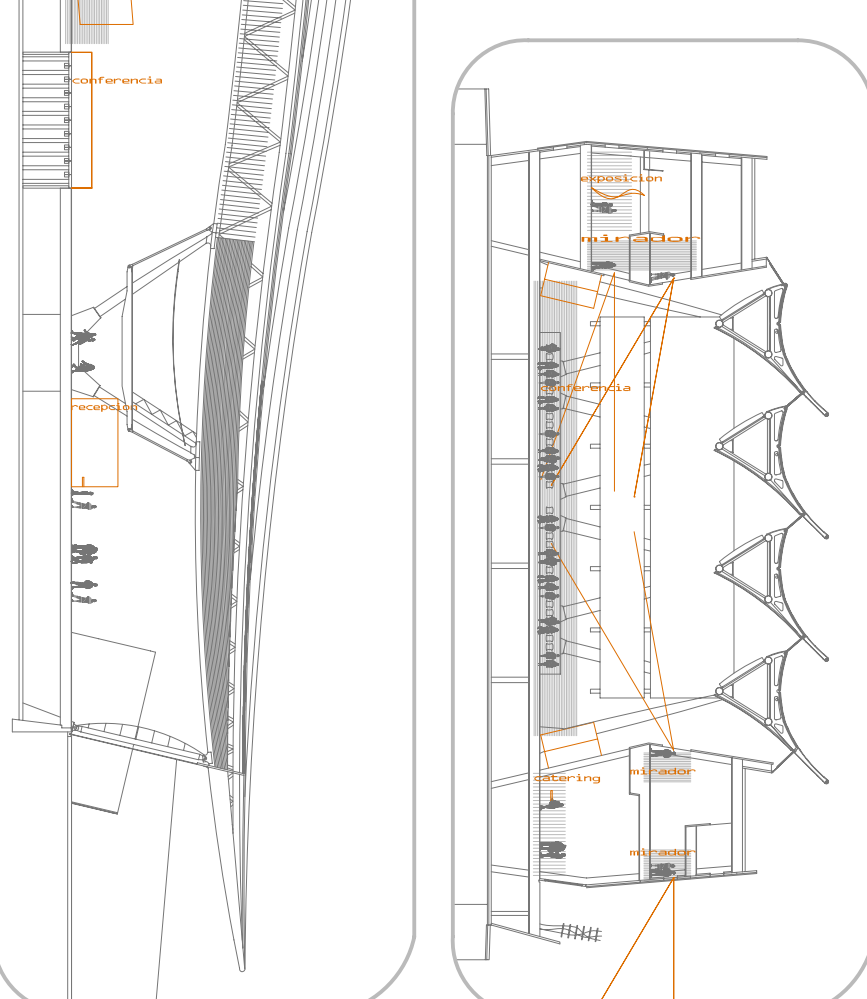 conferencia
recepcion
exposicion
mirador
conferencia
catering
mirador
mirador